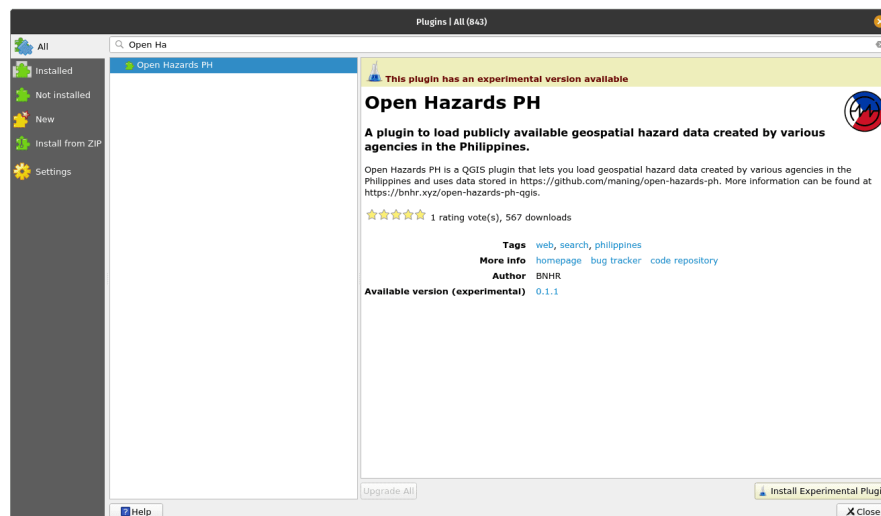 Plugins | All (843)
All
Open Ha
Installed
Not installed
New
Install from ZIP
Settings
Open Hazards PH
This plugin has an experimental version available
Open Hazards PH
A plugin to load publicly available geospatial hazard data created by various
agencies in the Philippines.
Open Hazards PH is a QGIS plugin that lets you load geospatial hazard data created by various agencies in the
Philippines and uses data stored in https://github.com/maning/open-hazards-ph. More information can be found at
https://bnhr.xyz/open-hazards-ph-qgis.
1 rating vote(s), 567 downloads
Tags web, search, philippines
More info homepage bug tracker code repository
Author BNHR
Available version (experimental) 0.1.1
Upgrade All
Install Experimental Plugi
Help
Close